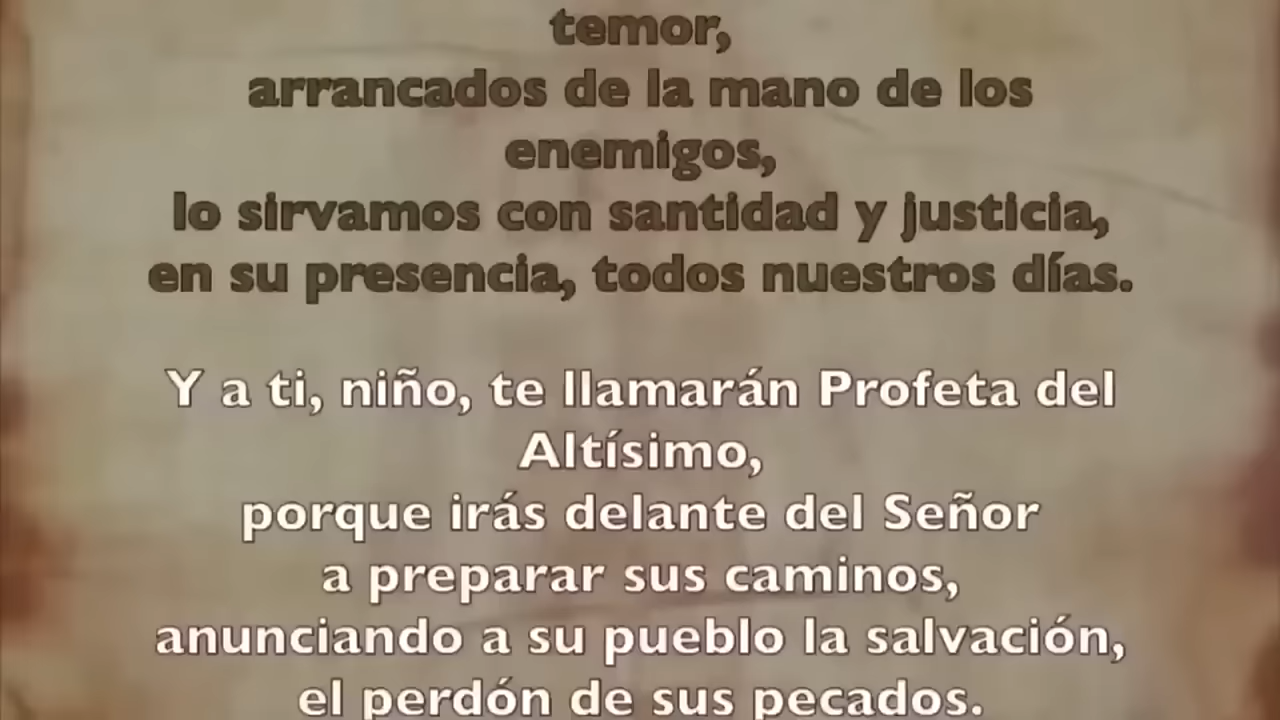 temor,
arrancados de la mano de los
enemigos,
lo sirvamos con santidad y justicia,
en su presencia, todos nuestros días.
Y a ti, niño, te llamarán Profeta del
Altísimo,
porque irás delante del Señor
a preparar sus caminos,
anunciando a su pueblo la salvación,
el perdón de sus pecados.